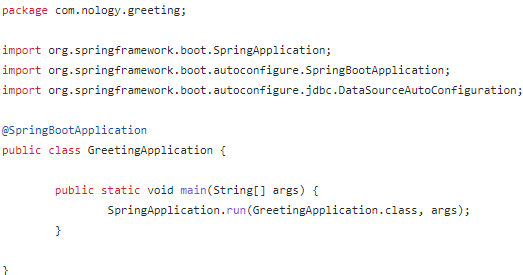 package com.nology.greeting;
import org.springframework.boot.SpringApplication;
import org.springframework.boot.autoconfigure.SpringBootApplication;
import org.springframework.boot.autoconfigure.jdbc.DataSourceAutoConfiguration;
@SpringBootApplication
public class GreetingApplication {
public static void main(String[] args) {
SpringApplication.run(GreetingApplication.class, args);
}
}